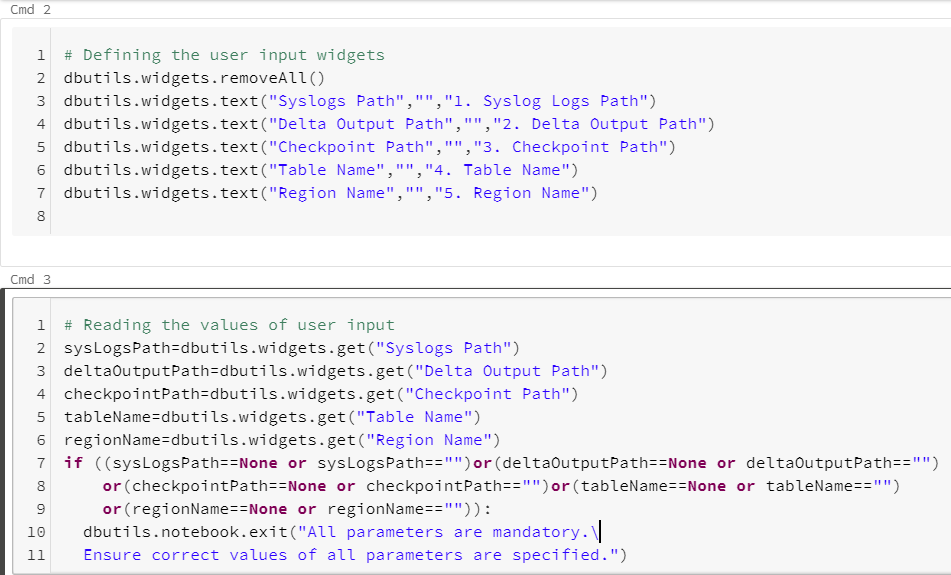 Cmd 2
1 # Defining the user input widgets
2 dbutils.widgets.removeAll()
3 dbutils.widgets.text("Syslogs Path","","1. Syslog Logs Path")
4 dbutils.widgets.text("Delta Output Path","","2. Delta Output Path")
5 dbutils.widgets.text("Checkpoint Path","","3. Checkpoint Path")
6 dbutils.widgets.text("Table Name","","4. Table Name")
7 dbutils.widgets.text("Region Name","","5. Region Name")
8
Cmd 3
1 # Reading the values of user input
2 sysLogsPath=dbutils.widgets.get("Syslogs Path")
3 deltaOutputPath=dbutils.widgets.get("Delta Output Path")
4 checkpointPath=dbutils.widgets.get("Checkpoint Path")
5 tableName=dbutils.widgets.get("Table Name")
6 regionName=dbutils.widgets.get("Region Name")
7 if ((sysLogsPath==None or sysLogsPath=="")or(deltaOutputPath==None or deltaOutputPath=="")
8     or(checkpointPath==None or checkpointPath=="")or(tableName==None or tableName=="")
9     or(regionName==None or regionName=="")):
10   dbutils.notebook.exit("All parameters are mandatory.\
11   Ensure correct values of all parameters are specified.")